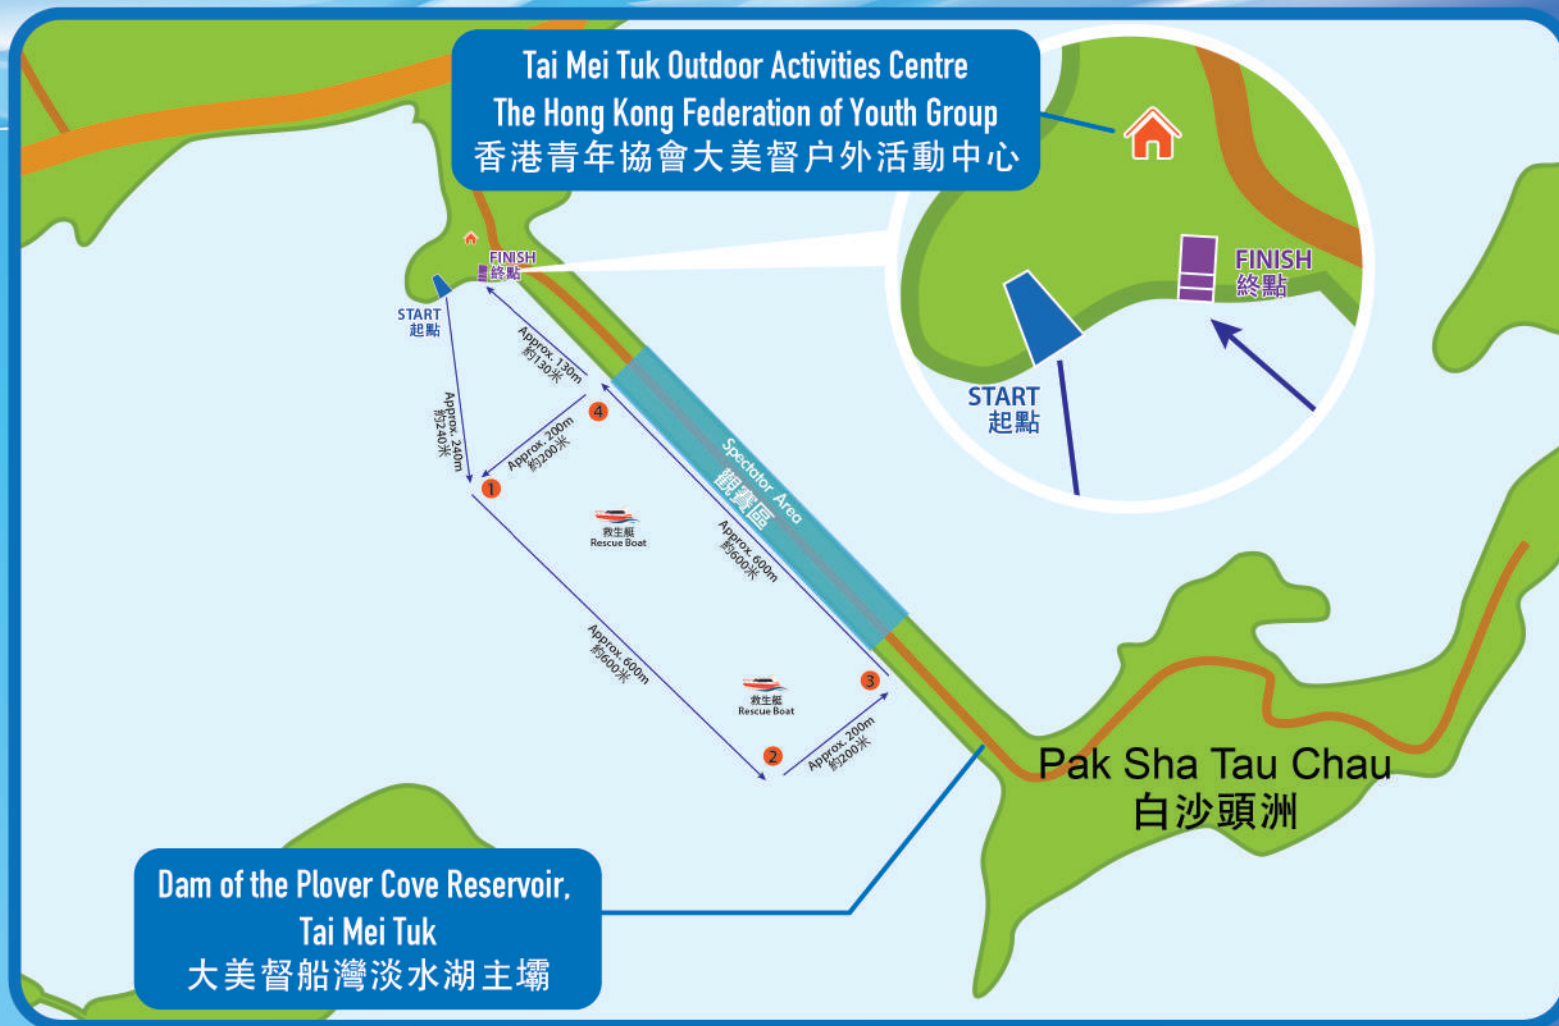 Tai Mei Tuk Outdoor Activities Centre
The Hong Kong Federation of Youth Group
香港青年協會大美督户外活動中心
FINISH
終點
START
起點
FINISH
終點
START
起點
Approx. 130m
約130米
Approx. 240m
約240米
Approx. 200m
約200米
4
1
Spectator Area
觀賽區
Approx. 600m
約600米
救生艇
Rescue Boat
Approx. 600m
約600米
救生艇
Rescue Boat
3
2
Approx. 200m
約200米
Pak Sha Tau Chau
白沙頭洲
Dam of the Plover Cove Reservoir,
Tai Mei Tuk
大美督船灣淡水湖主壩